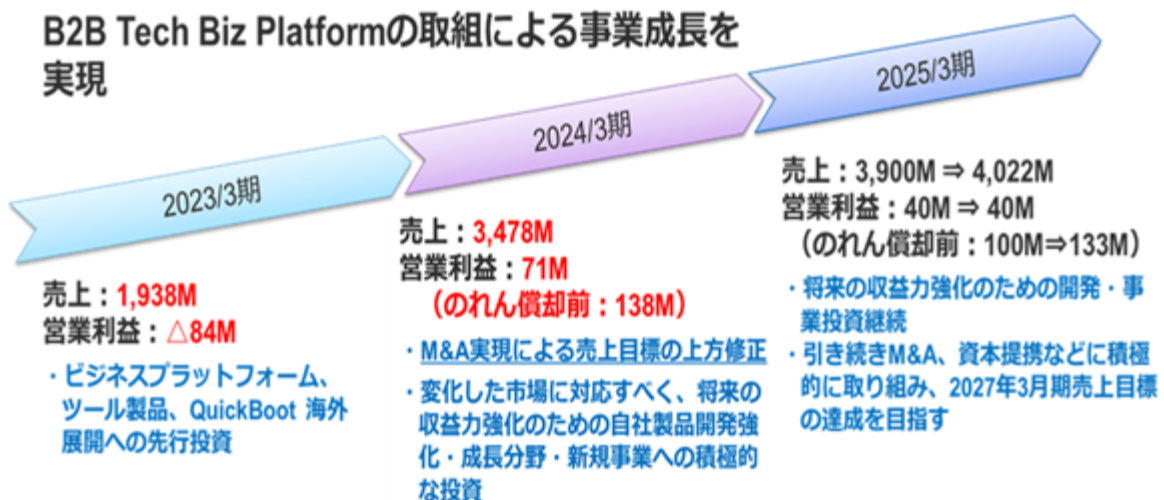 B2B Tech Biz Platformの取組による事業成長を
実現
2023/3期
2024/3期
2025/3期
売上：1,938M
営業利益：△84M
・ビジネスプラットフォーム、
ツール製品、QuickBoot 海外
展開への先行投資
売上：3,478M
営業利益：71M
（のれん償却前：138M）
・M&A実現による売上目標の上方修正
・変化した市場に対応すべく、将来の
収益力強化のための自社製品開発強
化・成長分野・新規事業への積極的
な投資
売上：3,900M ⇒ 4,022M
営業利益：40M ⇒ 40M
（のれん償却前：100M⇒133M）
・将来の収益力強化のための開発・事
業投資継続
・引き続きM&A、資本提携などに積極
的に取り組み、2027年3月期売上目標
の達成を目指す